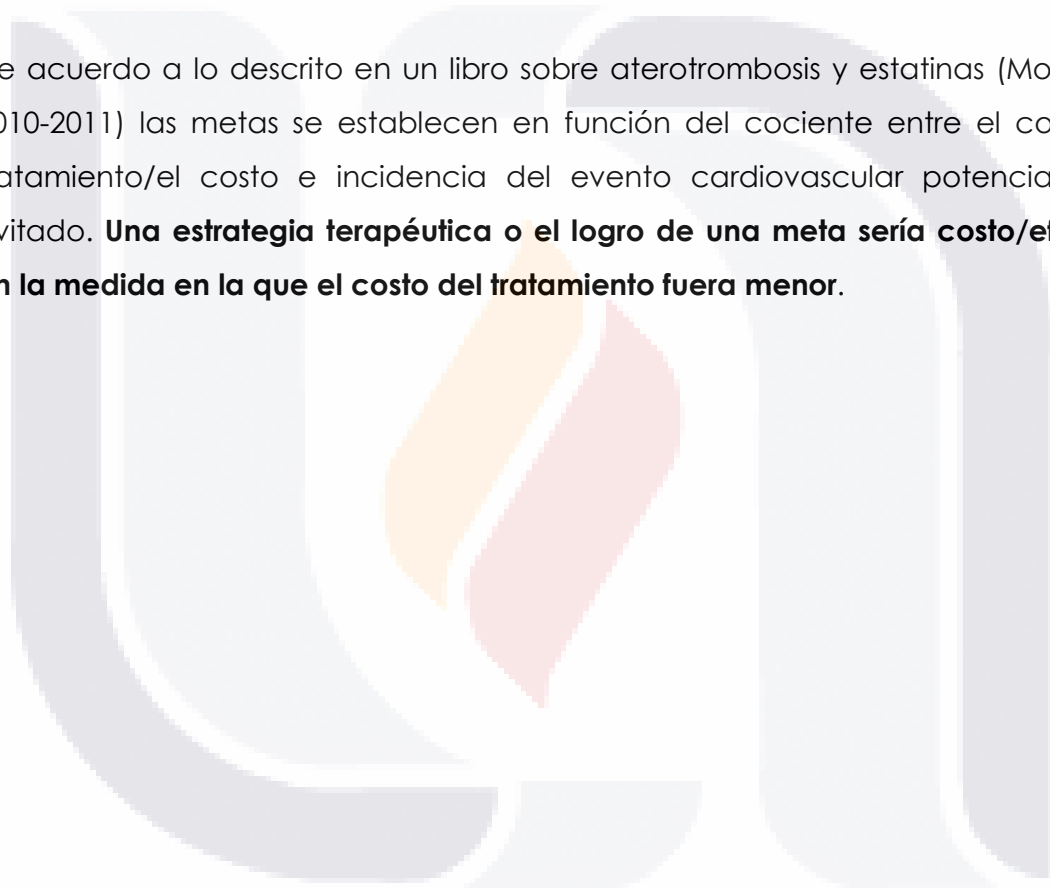 e acuerdo a lo descrito en un libro sobre aterotrombosis y estatinas (Mo
010-2011) las metas se establecen en función del cociente entre el co
atamiento/el costo e incidencia del evento cardiovascular potencia
vitado. Una estrategia terapéutica o el logro de una meta sería costo/ef
n la medida en la que el costo del tratamiento fuera menor.